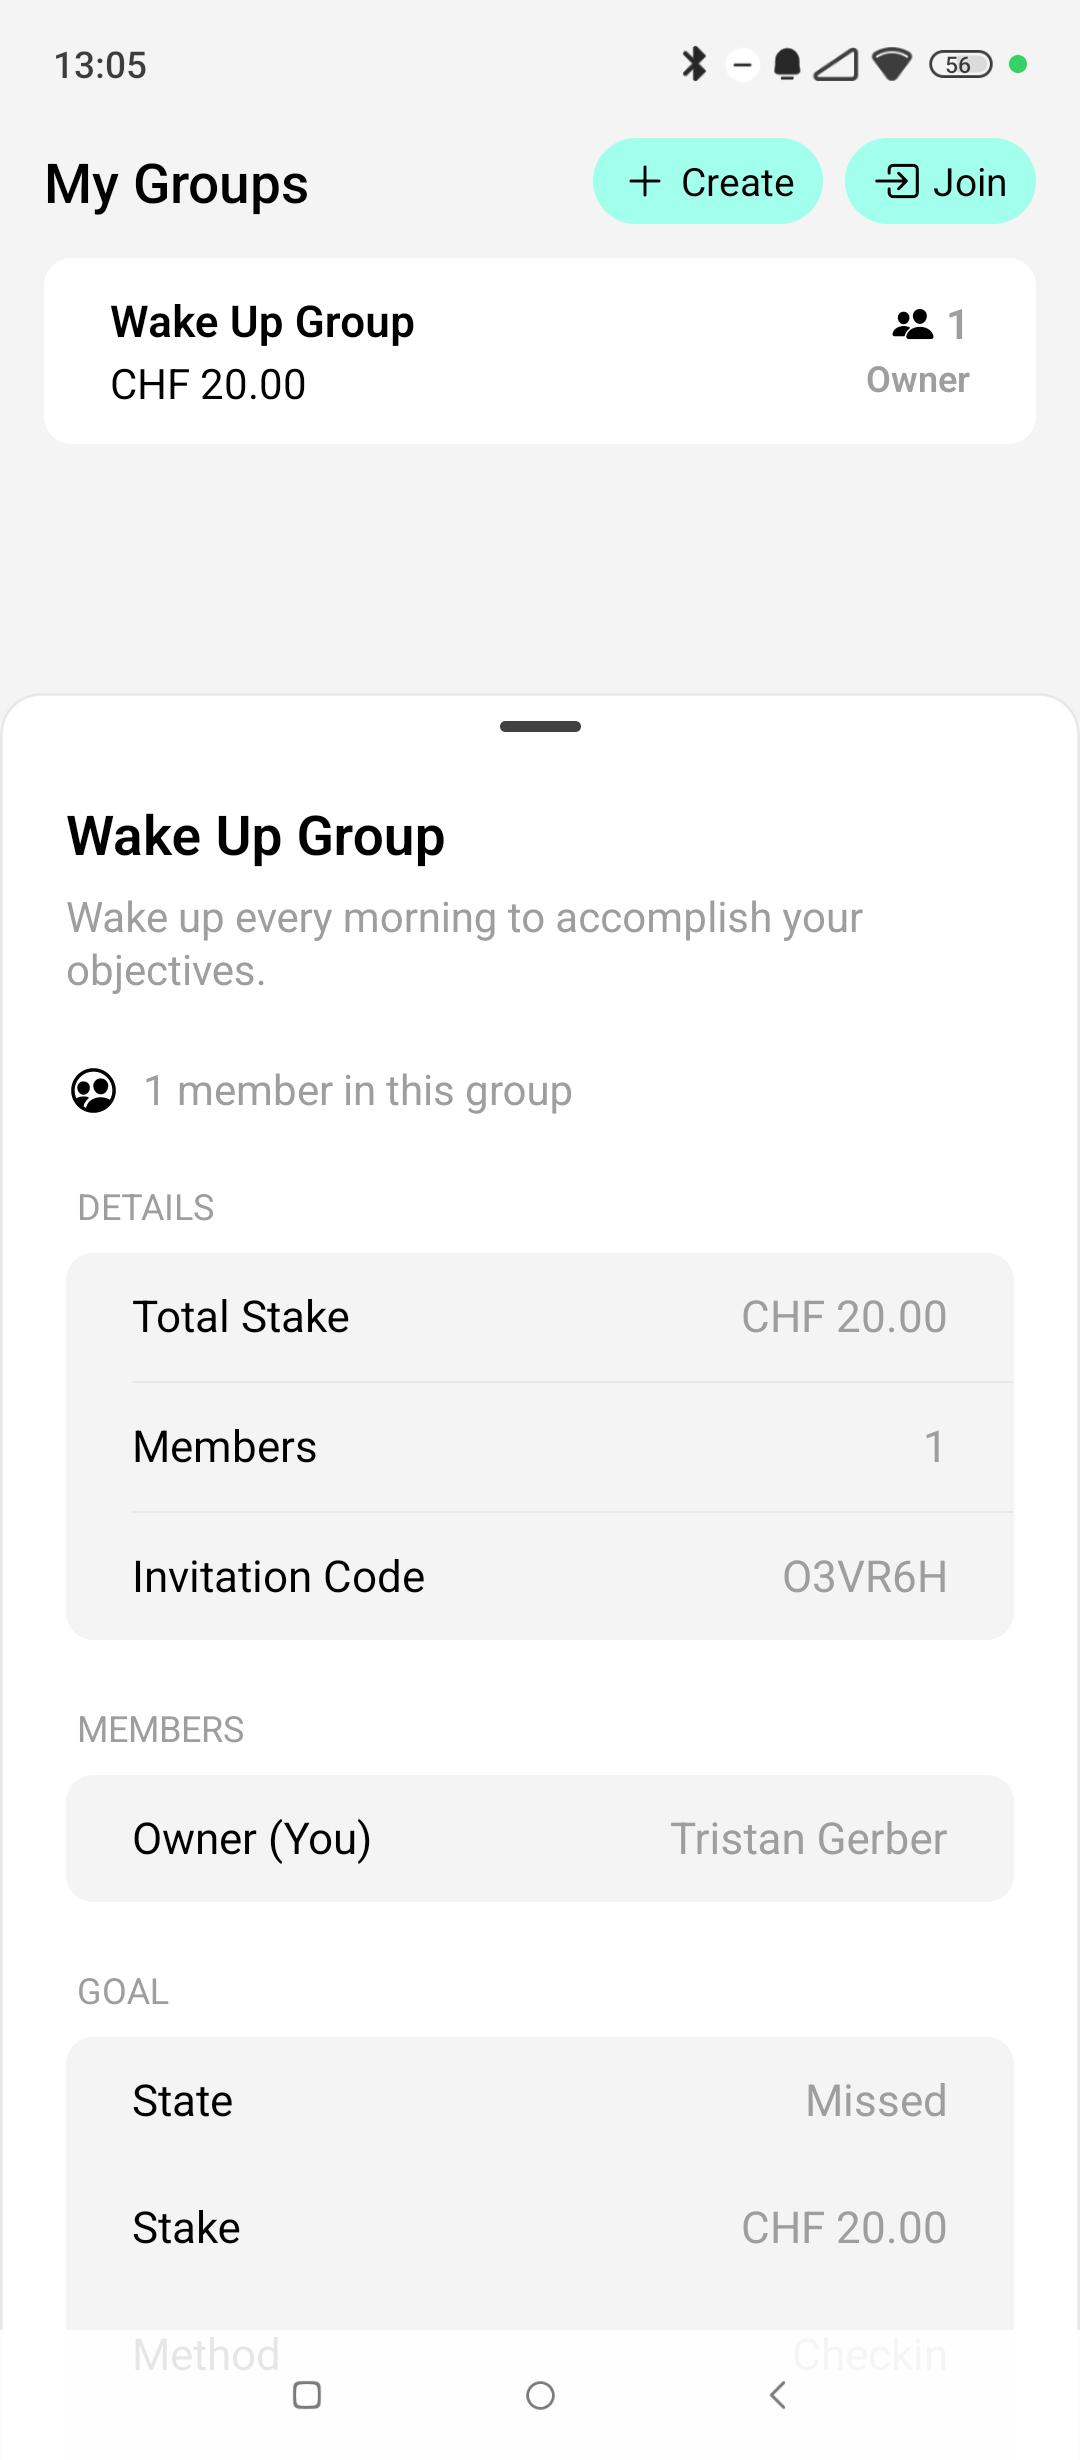 13:05
56
My Groups
Create
Join
Wake Up Group
1
CHF 20.00
Owner
Wake Up Group
Wake up every morning to accomplish your
objectives.
1 member in this group
DETAILS
Total Stake CHF 20.00
Members 1
Invitation Code O3VR6H
MEMBERS
Owner (You) Tristan Gerber
GOAL
State Missed
Stake CHF 20.00
Method Checkin